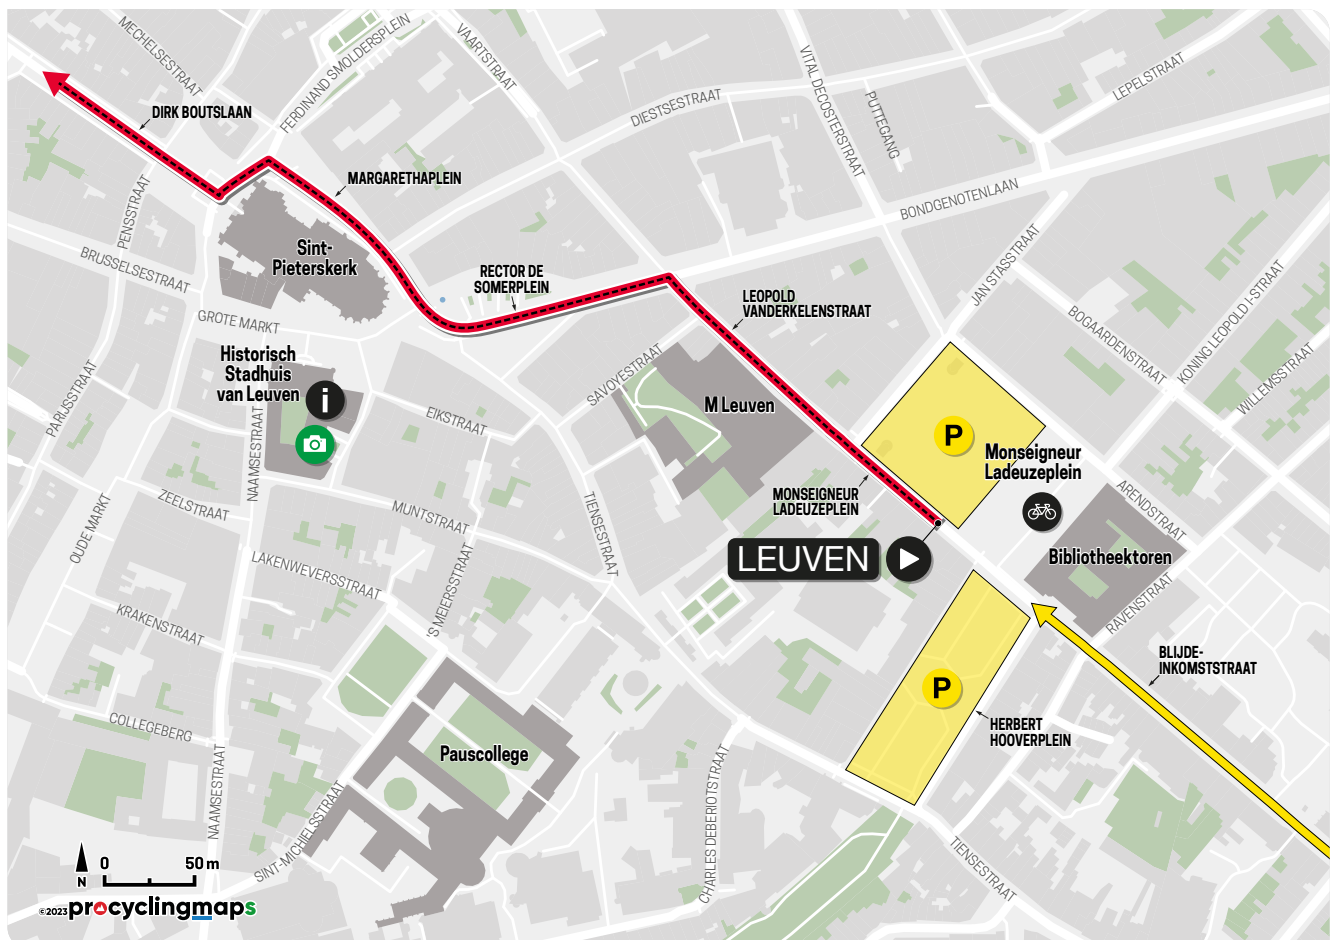 MECHELSESTRAAT
FERDINAND SMOLDERSPLEIN
VAARTSTRAAT
VITAL DECOSTERSTRAAT
PUTTEGANG
LEPELSTRAAT
DIESTSESTRAAT
DIRK BOUTSLAAN
MARGARETHAPLEIN
BONDGENOTENLAAN
PENSSTRAAT
BRUSSELSESTRAAT
Sint-
Pieterskerk
RECTOR DE
SOMERPLEIN
LEOPOLD
VANDERKELENSTRAAT
JAN STASSTRAAT
BOGAARDENSTRAAT
KONING LEOPOLD I-STRAAT
WILLEMSSTRAAT
GROTE MARKT
Historisch
Stadhuis
van Leuven
i
PARIJSSTRAAT
NAAMSESTRAAT
EIKSTRAAT
SAVOYESTRAAT
M Leuven
P
Monseigneur
Ladeuzeplein
MONSEIGNEUR
LADEUZEPLEIN
ARENDSTRAAT
ZEELSTRAAT
OUDE MARKT
MUNTSTRAAT
TIENSESTRAAT
LEUVEN
Bibliotheektoren
RAVENSTRAAT
LAKENWEVERSSTRAAT
'S MEIERSSTRAAT
KRAKENSTRAAT
BLIJDE-
INKOMSTSTRAAT
P
HERBERT
HOOVERPLEIN
COLLEGEBERG
Pauscollege
NAAMSESTRAAT
SINT-MICHIELSSTRAAT
CHARLES DEBERIOTSTRAAT
TIENSESTRAAT
0 50 m
N
©2023 procyclingmaps